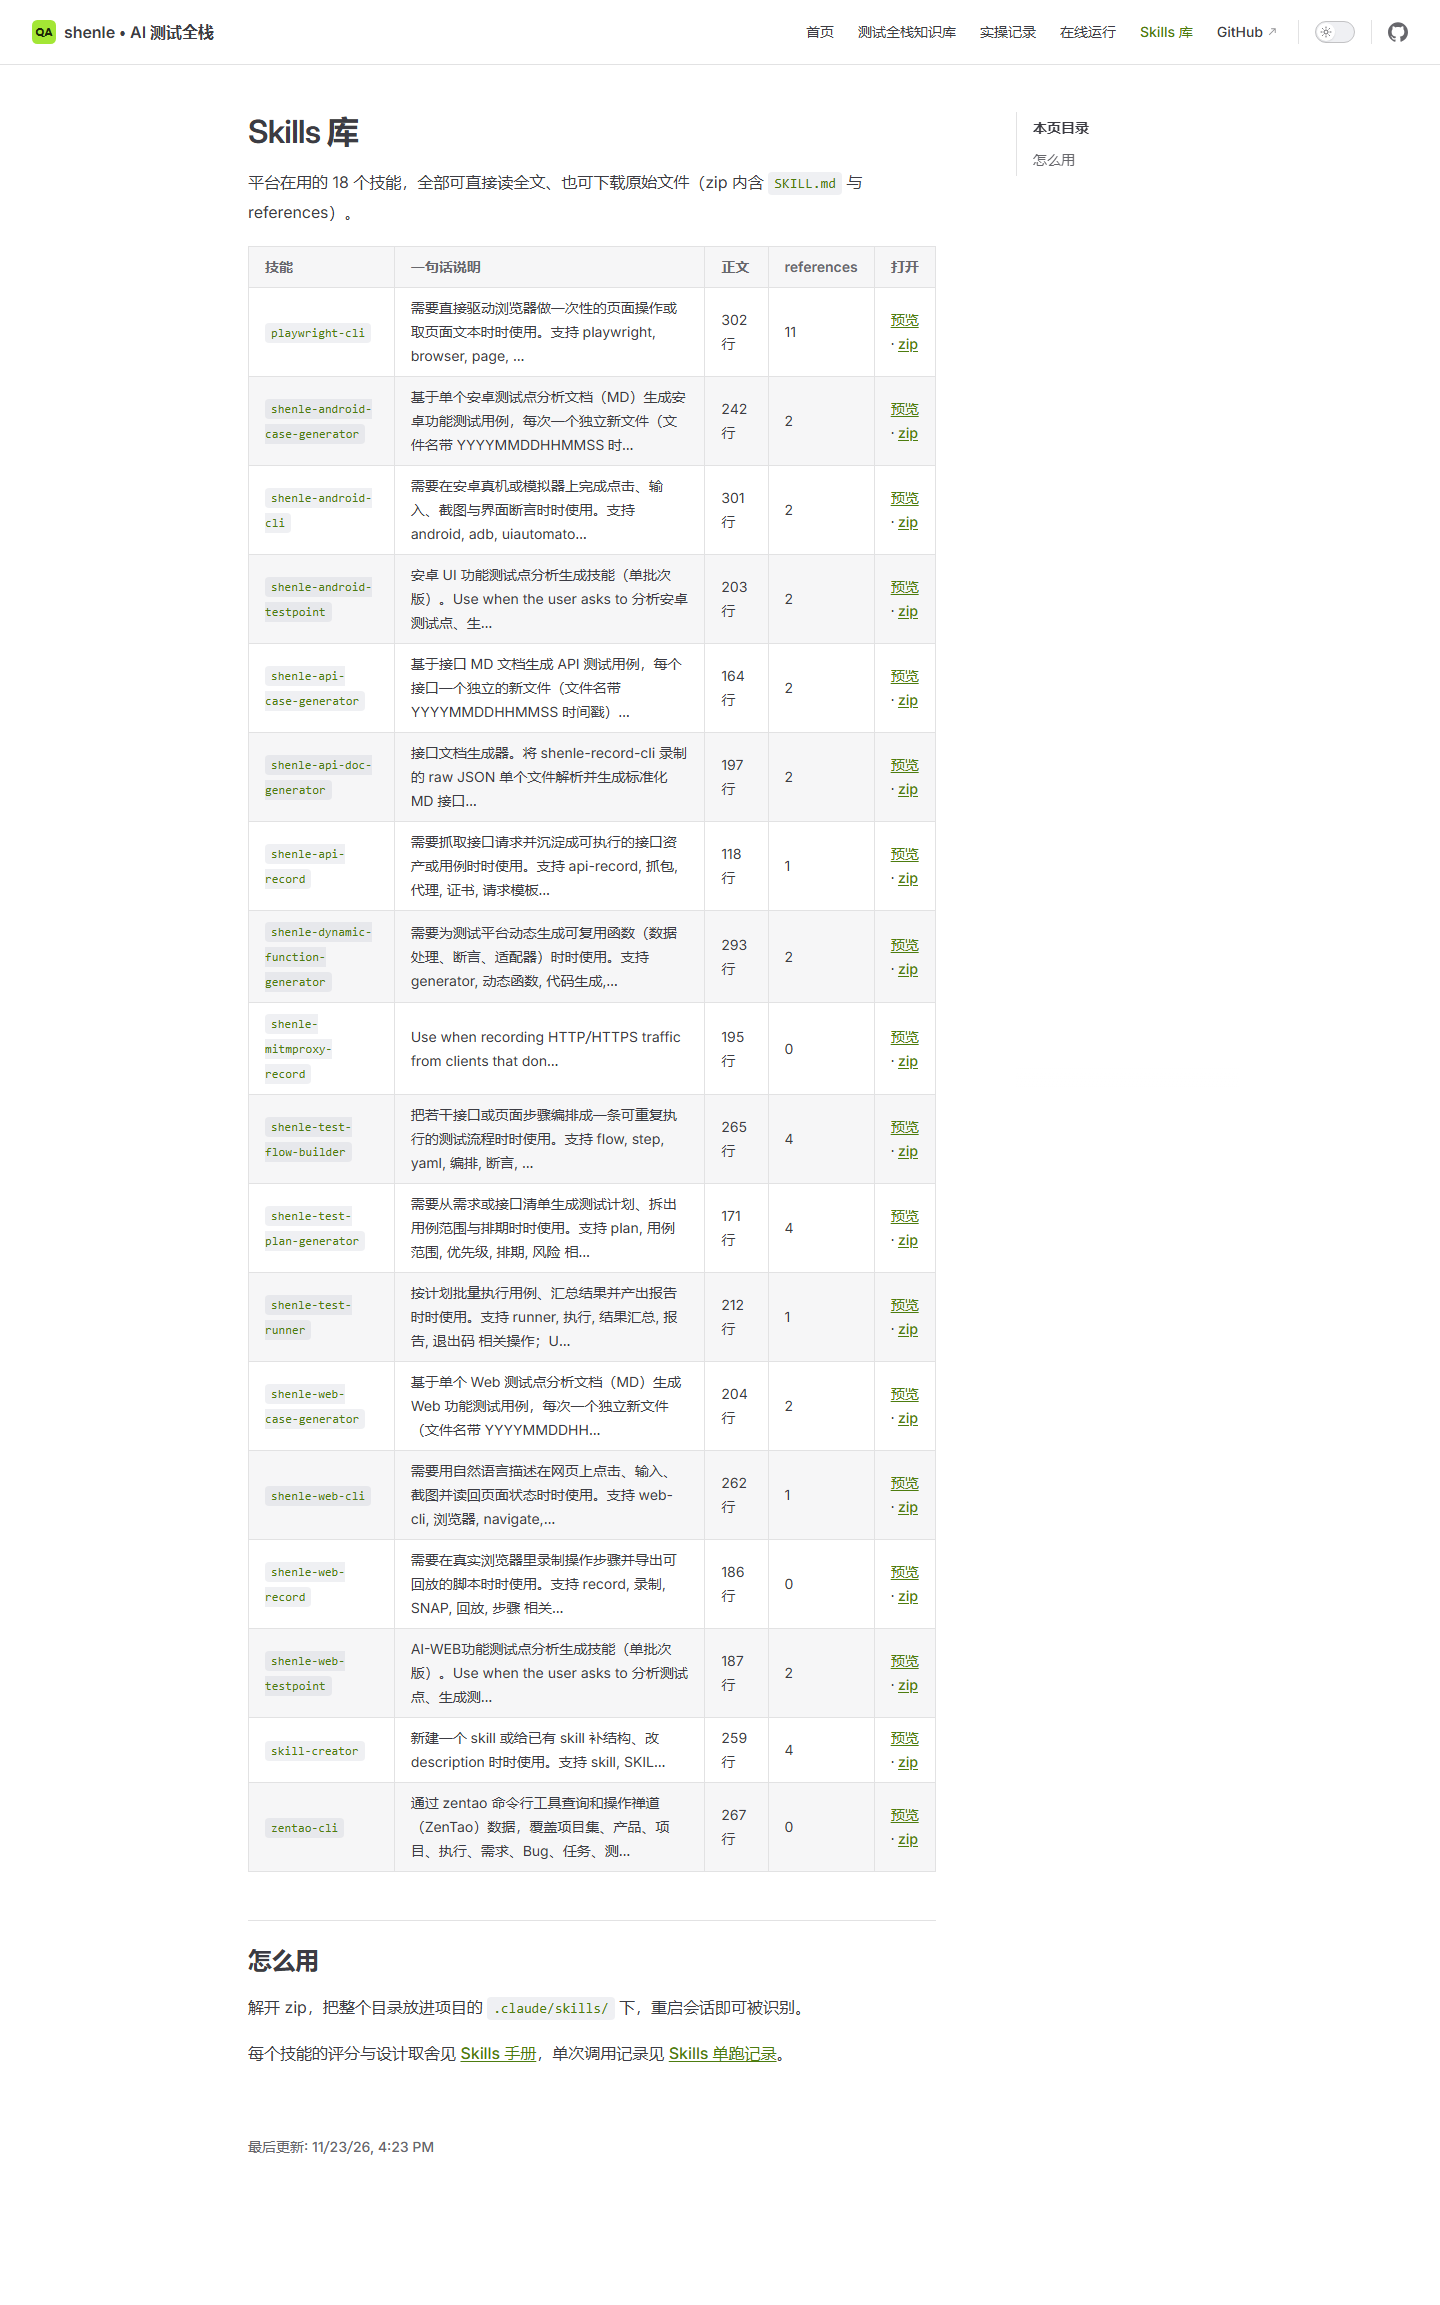 QA shenle • AI 测试全栈
首页 测试全栈知识库 实操记录 在线运行 Skills 库 GitHub ↗
Skills 库
平台在用的 18 个技能，全部可直接读全文、也可下载原始文件（zip 内含 SKILL.md 与
references）。
本页目录
怎么用
技能 一句话说明 正文 references 打开
playwright-cli
需要直接驱动浏览器做一次性的页面操作或
取页面文本时时使用。支持 playwright,
browser, page, ...
302
行
11
预览
· zip
shenle-android-
case-generator
基于单个安卓测试点分析文档（MD）生成安
卓功能测试用例，每次一个独立新文件（文
件名带 YYYYMMDDHHMMSS 时...
242
行
2
预览
· zip
shenle-android-
cli
需要在安卓真机或模拟器上完成点击、输
入、截图与界面断言时时使用。支持
android, adb, uiautomato...
301
行
2
预览
· zip
shenle-android-
testpoint
安卓 UI 功能测试点分析生成技能（单批次
版）。Use when the user asks to 分析安卓
测试点、生...
203
行
2
预览
· zip
shenle-api-
case-generator
基于接口 MD 文档生成 API 测试用例，每个
接口一个独立的新文件（文件名带
YYYYMMDDHHMMSS 时间戳）...
164
行
2
预览
· zip
shenle-api-doc-
generator
接口文档生成器。将 shenle-record-cli 录制
的 raw JSON 单个文件解析并生成标准化
MD 接口...
197
行
2
预览
· zip
shenle-api-
record
需要抓取接口请求并沉淀成可执行的接口资
产或用例时时使用。支持 api-record, 抓包,
代理, 证书, 请求模板...
118
行
1
预览
· zip
shenle-dynamic-
function-
generator
需要为测试平台动态生成可复用函数（数据
处理、断言、适配器）时时使用。支持
generator, 动态函数, 代码生成,...
293
行
2
预览
· zip
shenle-
mitmproxy-
record
Use when recording HTTP/HTTPS traffic
from clients that don...
195
行
0
预览
· zip
shenle-test-
flow-builder
把若干接口或页面步骤编排成一条可重复执
行的测试流程时时使用。支持 flow, step,
yaml, 编排, 断言, ...
265
行
4
预览
· zip
shenle-test-
plan-generator
需要从需求或接口清单生成测试计划、拆出
用例范围与排期时时使用。支持 plan, 用例
范围, 优先级, 排期, 风险 相...
171
行
4
预览
· zip
shenle-test-
runner
按计划批量执行用例、汇总结果并产出报告
时时使用。支持 runner, 执行, 结果汇总, 报
告, 退出码 相关操作；U...
212
行
1
预览
· zip
shenle-web-
case-generator
基于单个 Web 测试点分析文档（MD）生成
Web 功能测试用例，每次一个独立新文件
（文件名带 YYYYMMDDHH...
204
行
2
预览
· zip
shenle-web-cli
需要用自然语言描述在网页上点击、输入、
截图并读回页面状态时时使用。支持 web-
cli, 浏览器, navigate,...
262
行
1
预览
· zip
shenle-web-
record
需要在真实浏览器里录制操作步骤并导出可
回放的脚本时时使用。支持 record, 录制,
SNAP, 回放, 步骤 相关...
186
行
0
预览
· zip
shenle-web-
testpoint
AI-WEB功能测试点分析生成技能（单批次
版）。Use when the user asks to 分析测试
点、生成测...
187
行
2
预览
· zip
skill-creator
新建一个 skill 或给已有 skill 补结构、改
description 时时使用。支持 skill, SKIL...
259
行
4
预览
· zip
zentao-cli
通过 zentao 命令行工具查询和操作禅道
（ZenTao）数据，覆盖项目集、产品、项
目、执行、需求、Bug、任务、测...
267
行
0
预览
· zip
怎么用
解开 zip，把整个目录放进项目的 .claude/skills/ 下，重启会话即可被识别。
每个技能的评分与设计取舍见 Skills 手册，单次调用记录见 Skills 单跑记录。
最后更新: 11/23/26, 4:23 PM